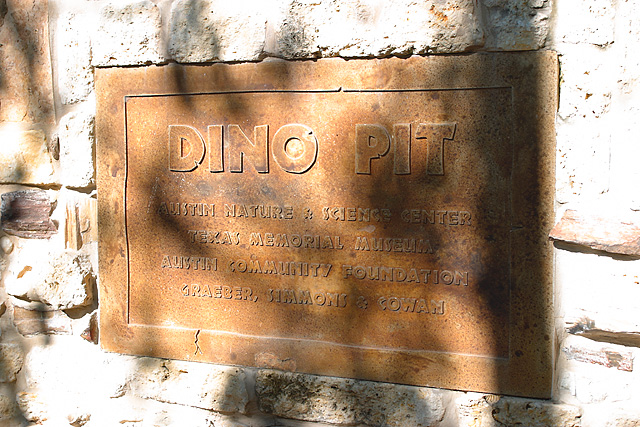 DINO PIT
AUSTIN NATURE & SCIENCE CENTER
TEXAS MEMORIAL MUSEUM
AUSTIN COMMUNITY FOUNDATION
GRAEBER, SIMMONS & COWAN